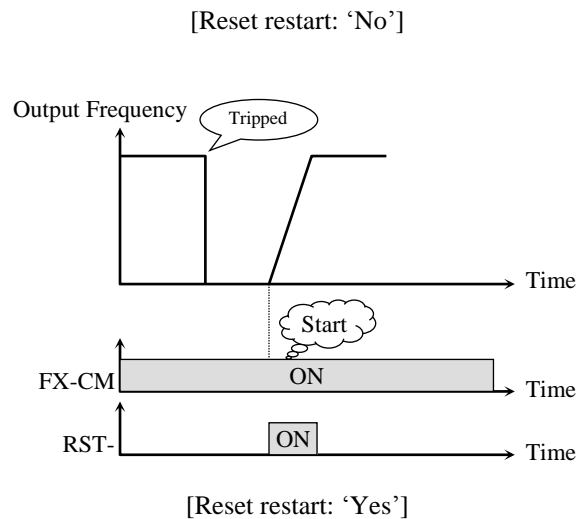 [Reset restart: ‘No’]
Output Frequency
Tripped
Time
Start
FX-CM
ON
Time
RST-
ON
Time
[Reset restart: ‘Yes’]